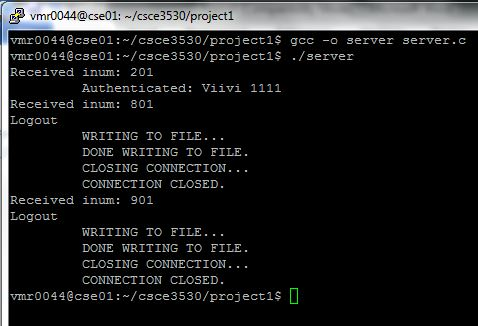 vmr0044@cse01: ~/csce3530/project1
vmr0044@cse01:~/csce3530/project1$ gcc -o server server.c
vmr0044@cse01:~/csce3530/project1$ ./server
Received inum: 201
Authenticated: Viivi 1111
Received inum: 801
Logout
WRITING TO FILE...
DONE WRITING TO FILE.
CLOSING CONNECTION...
CONNECTION CLOSED.
Received inum: 901
Logout
WRITING TO FILE...
DONE WRITING TO FILE.
CLOSING CONNECTION...
CONNECTION CLOSED.
vmr0044@cse01:~/csce3530/project1$